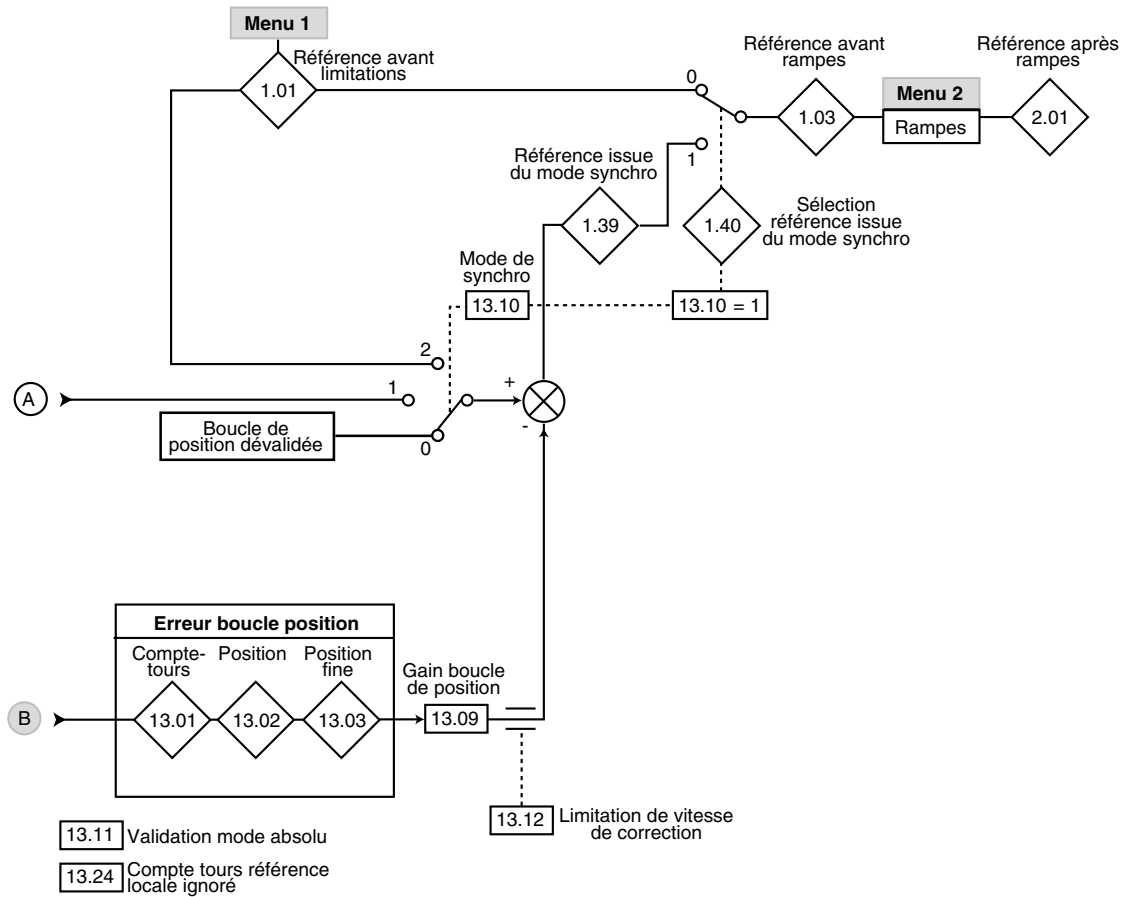 Menu 1
Référence avant
limitations
1.01
0
Référence avant
rampes
1.03
Menu 2
Rampes
Référence après
rampes
2.01
1
Référence issue
du mode synchro
1.39
1.40
Sélection
référence issue
du mode synchro
Mode de
synchro
13.10
13.10 = 1
2
A
1
+
-
Boucle de
position dévalidée
0
Erreur boucle position
Compte-
tours
Position
Position
fine
B
13.01
13.02
13.03
Gain boucle
de position
13.09
13.12
Limitation de vitesse
de correction
13.11
Validation mode absolu
13.24
Compte tours référence
locale ignoré